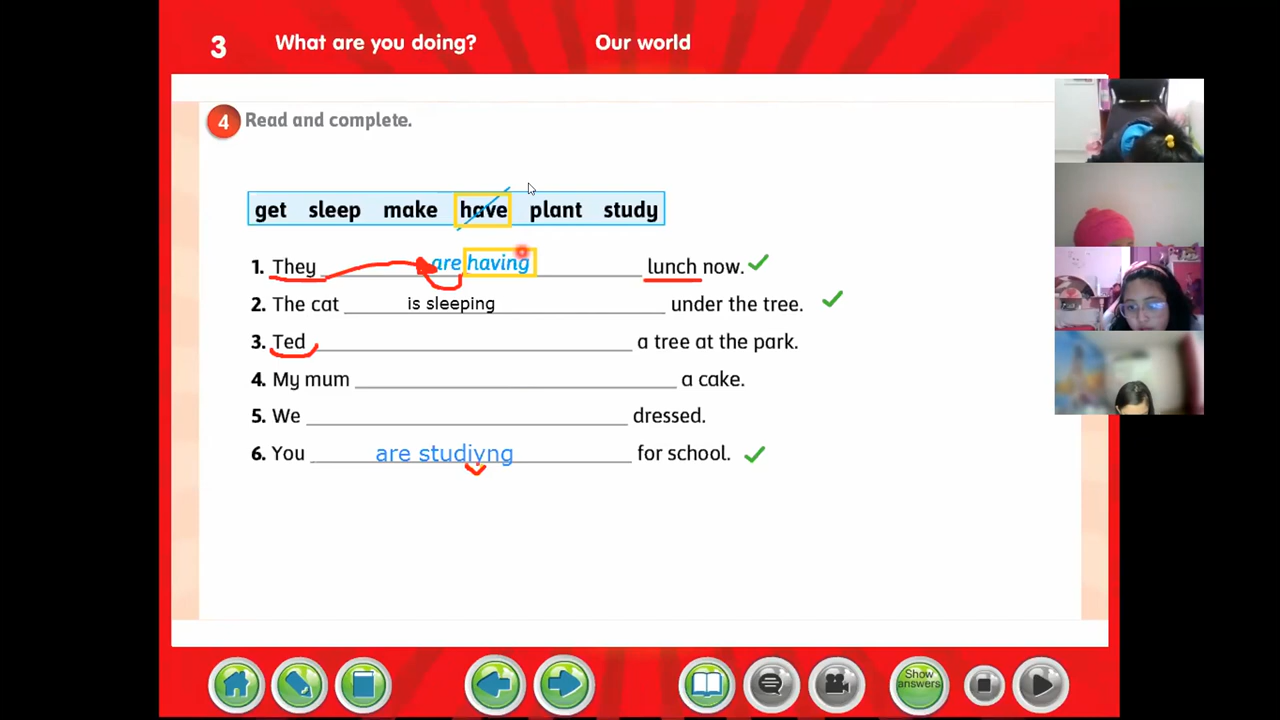 3 What are you doing? Our world
4 Read and complete.
get sleep make have plant study
1. They are having lunch now.
2. The cat is sleeping under the tree.
3. Ted a tree at the park.
4. My mum a cake.
5. We dressed.
6. You are studiyng for school.
Show
answers